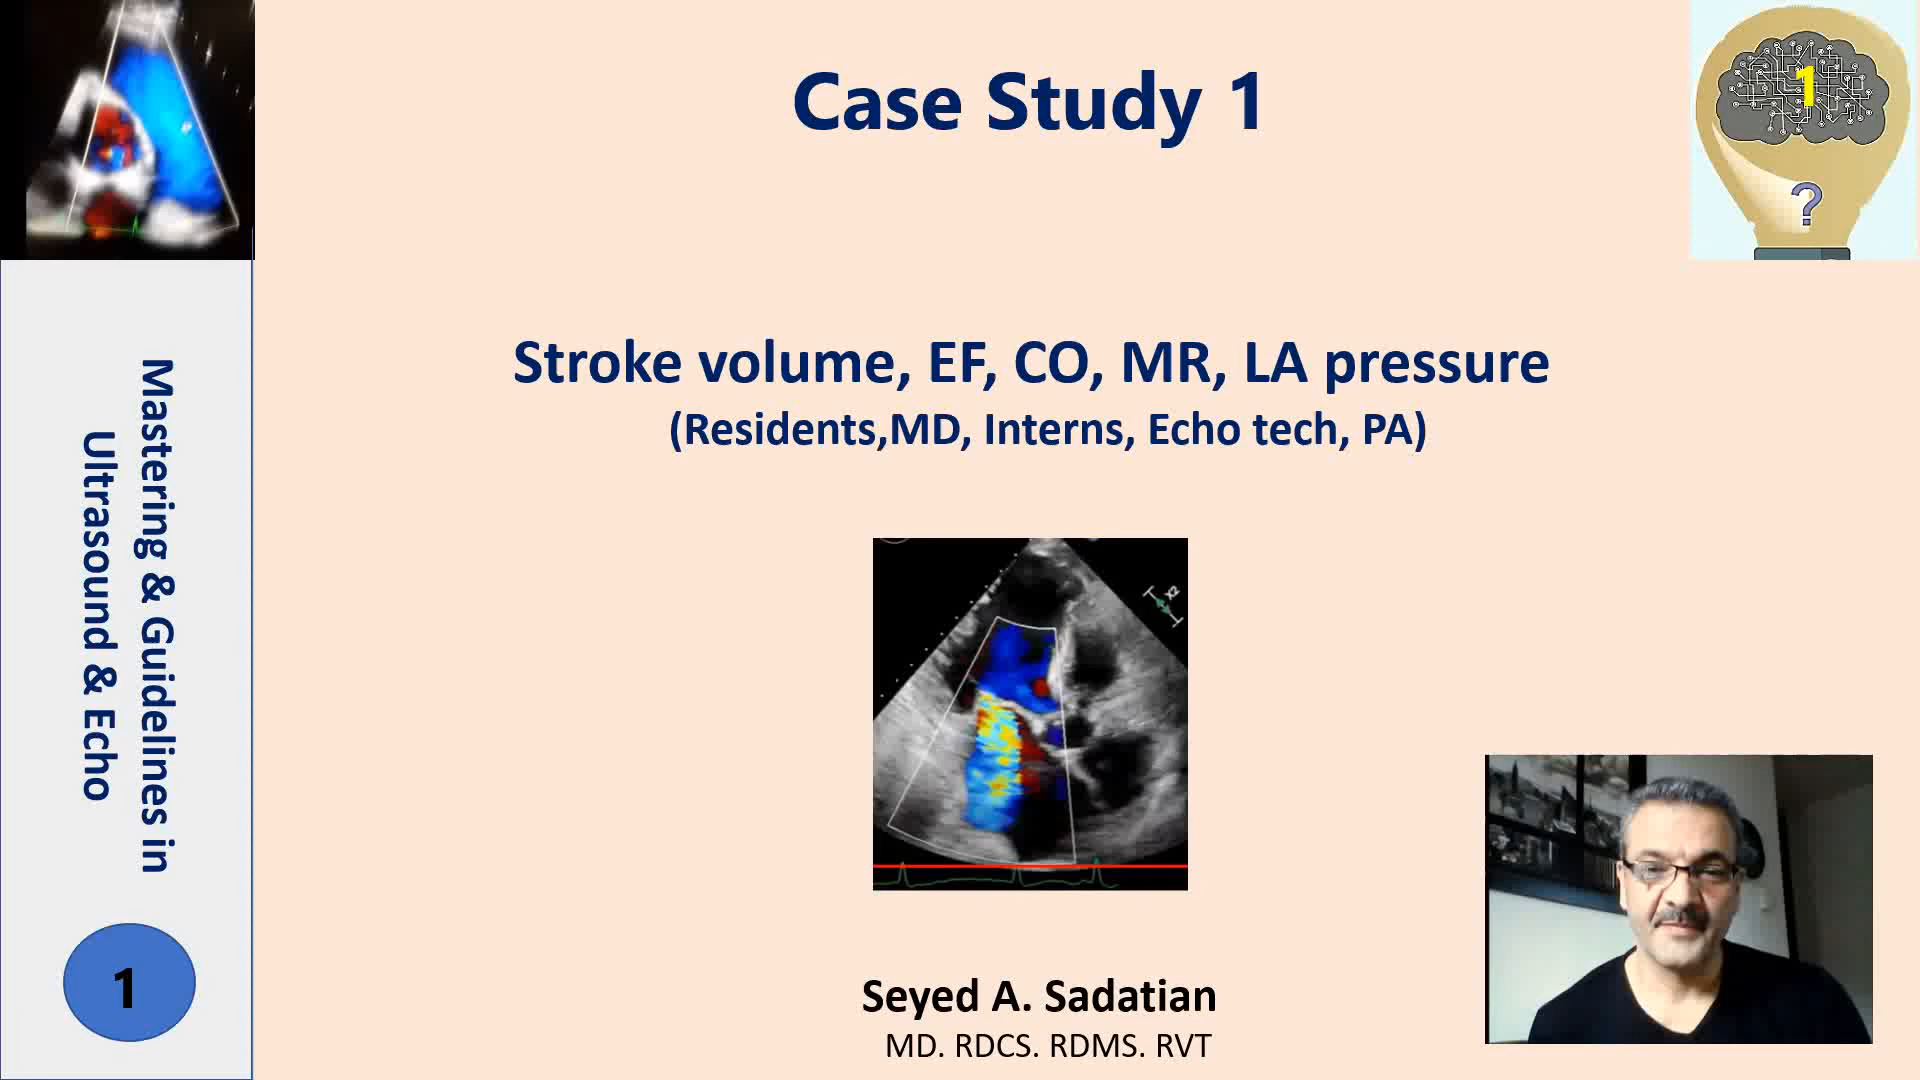 Case Study 1
1
?
Stroke volume, EF, CO, MR, LA pressure
(Residents,MD, Interns, Echo tech, PA)
Mastering & Guidelines in
Ultrasound & Echo
X2
1
Seyed A. Sadatian
MD. RDCS. RDMS. RVT